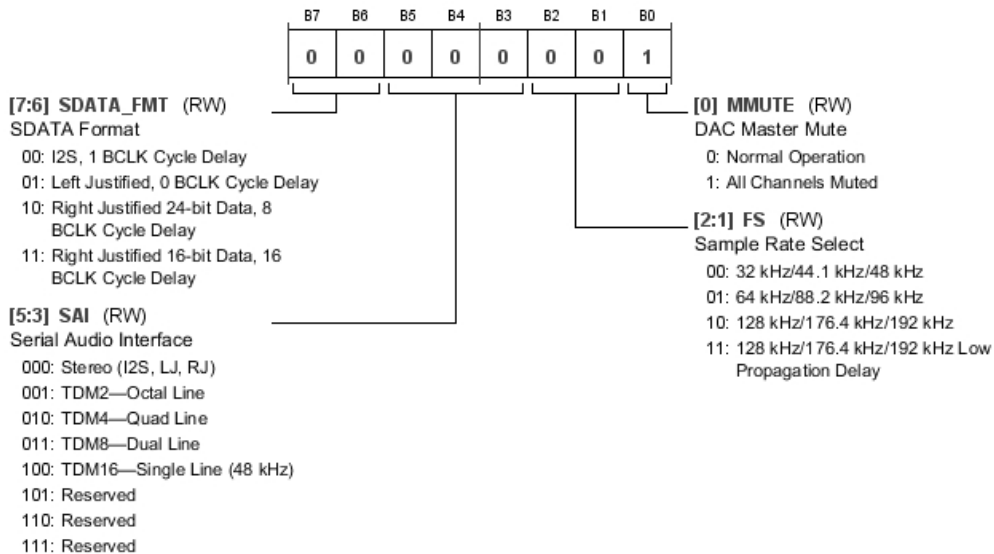 B7 B6 B5 B4 B3 B2 B1 B0
0 0 0 0 0 0 0 1
[7:6] SDATA_FMT (RW)
SDATA Format
00: I2S, 1 BCLK Cycle Delay
01: Left Justified, 0 BCLK Cycle Delay
10: Right Justified 24-bit Data, 8
BCLK Cycle Delay
11: Right Justified 16-bit Data, 16
BCLK Cycle Delay
[5:3] SAI (RW)
Serial Audio Interface
000: Stereo (I2S, LJ, RJ)
001: TDM2—Octal Line
010: TDM4—Quad Line
011: TDM8—Dual Line
100: TDM16—Single Line (48 kHz)
101: Reserved
110: Reserved
111: Reserved
[0] MMUTE (RW)
DAC Master Mute
0: Normal Operation
1: All Channels Muted
[2:1] FS (RW)
Sample Rate Select
00: 32 kHz/44.1 kHz/48 kHz
01: 64 kHz/88.2 kHz/96 kHz
10: 128 kHz/176.4 kHz/192 kHz
11: 128 kHz/176.4 kHz/192 kHz Low
Propagation Delay